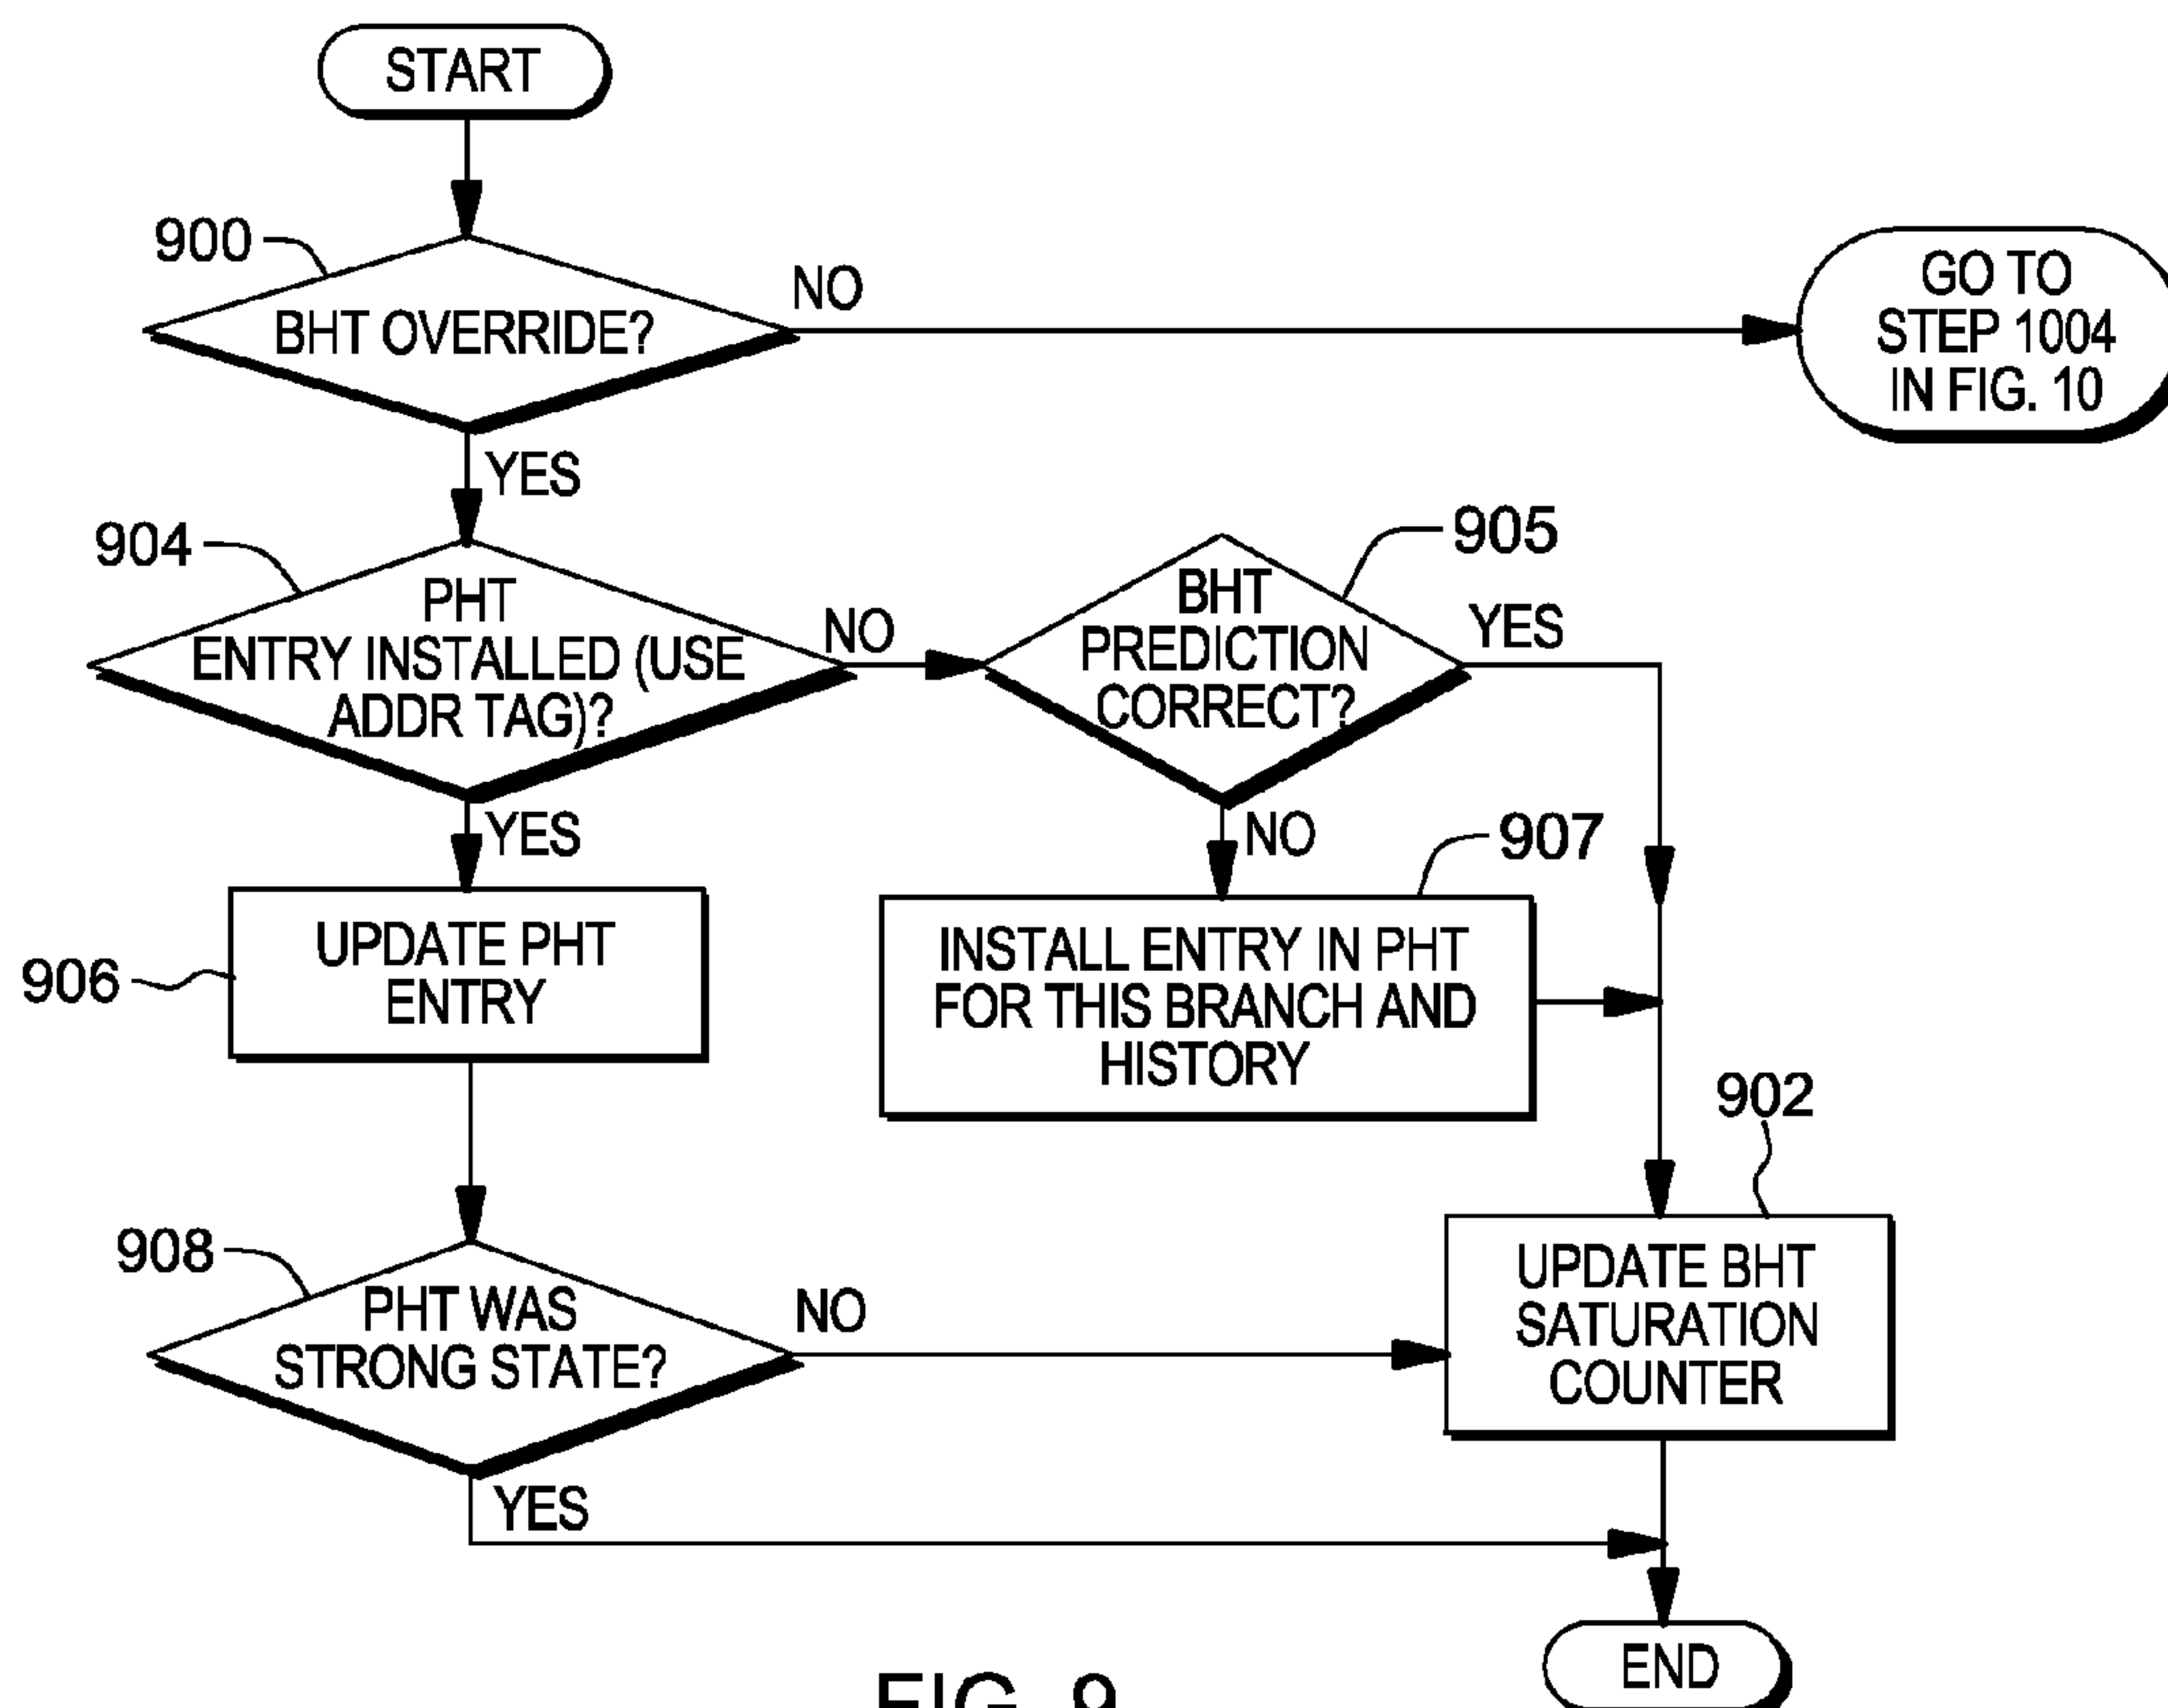 START
900
BHT OVERRIDE?
NO
GO TO
STEP 1004
IN FIG. 10
YES
904
PHT
ENTRY INSTALLED (USE
ADDR TAG)?
NO
905
BHT
PREDICTION
CORRECT?
YES
YES
NO
906
UPDATE PHT
ENTRY
907
INSTALL ENTRY IN PHT
FOR THIS BRANCH AND
HISTORY
902
908
PHT WAS
STRONG STATE?
NO
UPDATE BHT
SATURATION
COUNTER
YES
END
FIG. 9